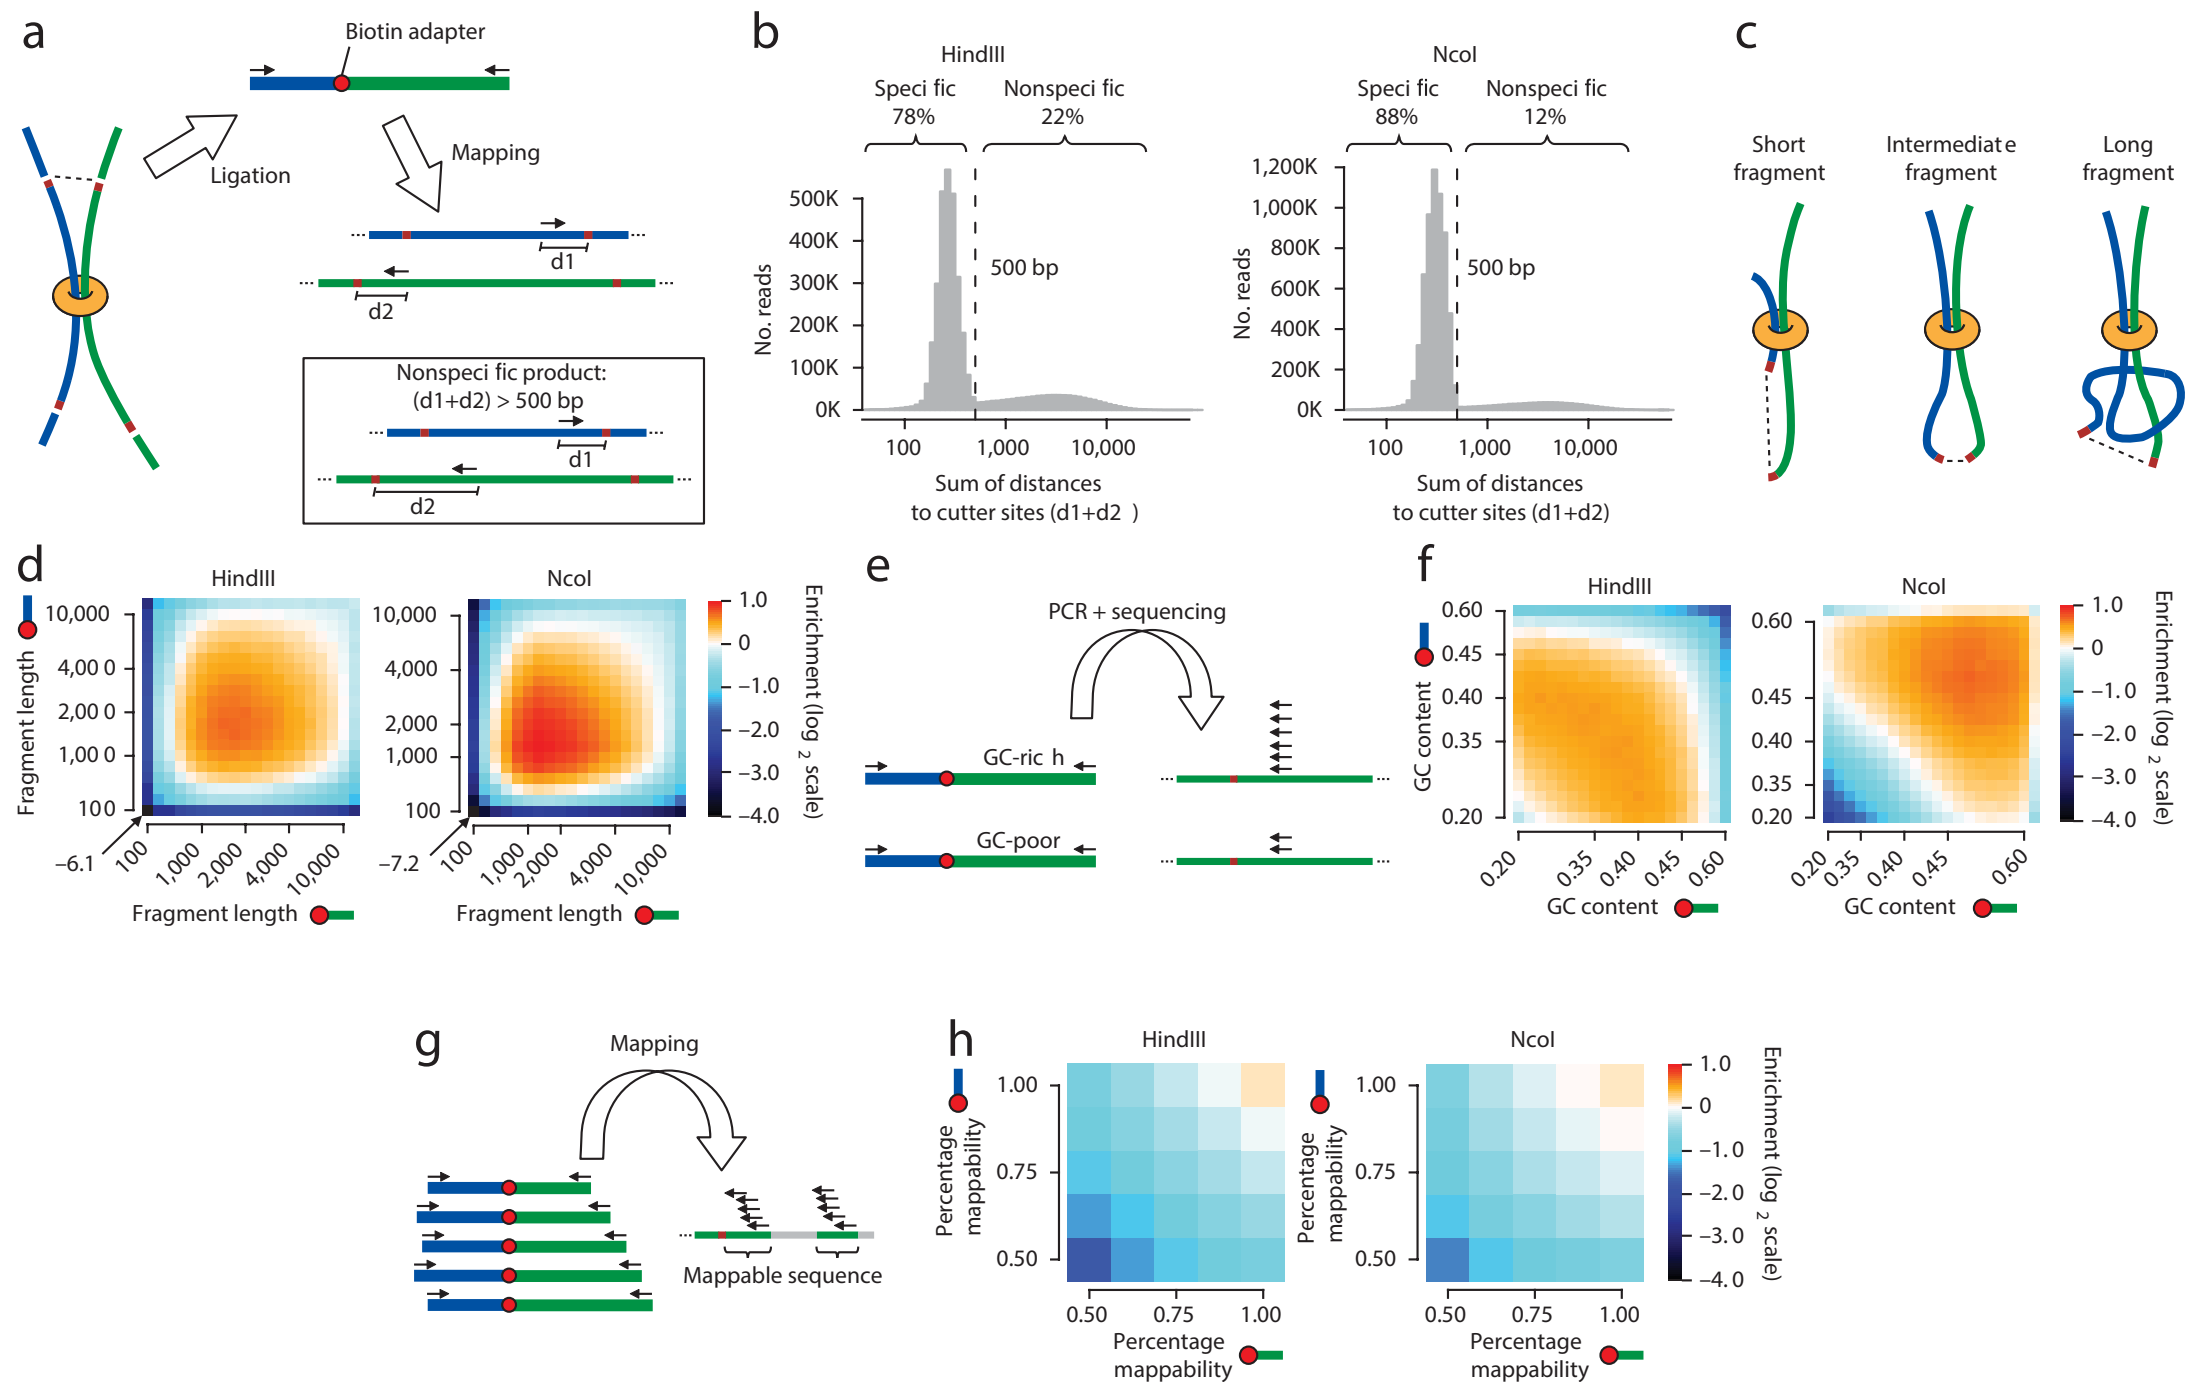 a
Biotin adapter
Ligation
Mapping
d1
d2
Nonspeci fic product:
(d1+d2) > 500 bp
d1
d2
b
HindIII
Speci fic
78%
Nonspeci fic
22%
500K
400K
300K
200K
100K
0K
No. reads
500 bp
100
1,000
10,000
Sum of distances
to cutter sites (d1+d2 )
NcoI
Speci fic
88%
Nonspeci fic
12%
1,200K
1,000K
800K
600K
400K
200K
0K
No. reads
500 bp
100
1,000
10,000
Sum of distances
to cutter sites (d1+d2)
c
Short
fragment
Intermediat e
fragment
Long
fragment
d
HindIII
10,000
4,00 0
2,00 0
1,00 0
100
Fragment length
−6.1
100
1,000
2,000
4,000
10,000
Fragment length
NcoI
10,000
4,000
2,000
1,000
100
−7.2
100
1,000
2,000
4,000
10,000
Fragment length
1.0
0
−1.0
−2.0
−3.0
−4.0
Enrichment (log 2 scale)
e
PCR + sequencing
GC-ric h
GC-poor
f
HindIII
0.60
0.45
0.40
0.35
0.20
GC content
0.20
0.35
0.40
0.45
0.60
GC content
NcoI
0.60
0.45
0.40
0.35
0.20
0.20
0.35
0.40
0.45
0.60
GC content
1.0
0
−1.0
−2. 0
−3. 0
−4. 0
Enrichment (log 2 scale)
g
Mapping
Mappable sequence
h
HindIII
1.00
0.75
0.50
Percentage
mappability
0.50
0.75
1.00
Percentage
mappability
NcoI
1.00
0.75
0.50
Percentage
mappability
0.50
0.75
1.00
Percentage
mappability
1. 0
0
−1. 0
−2. 0
−3. 0
−4. 0
Enrichment (log 2 scale)